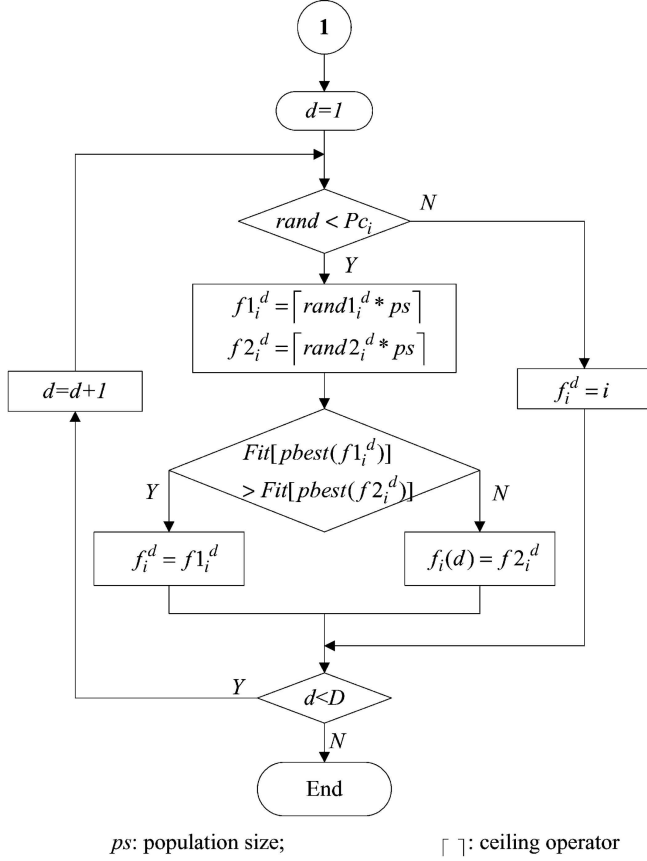 1
d=1
rand < Pc_i
N
Y
f1_i^d = ⌈rand1_i^d * ps⌉
f2_i^d = ⌈rand2_i^d * ps⌉
d=d+1
f_i^d = i
Fit[pbest(f1_i^d)]
> Fit[pbest(f2_i^d)]
Y
N
f_i^d = f1_i^d
f_i(d) = f2_i^d
Y
d<D
N
End
ps: population size;
⌈ ⌉: ceiling operator